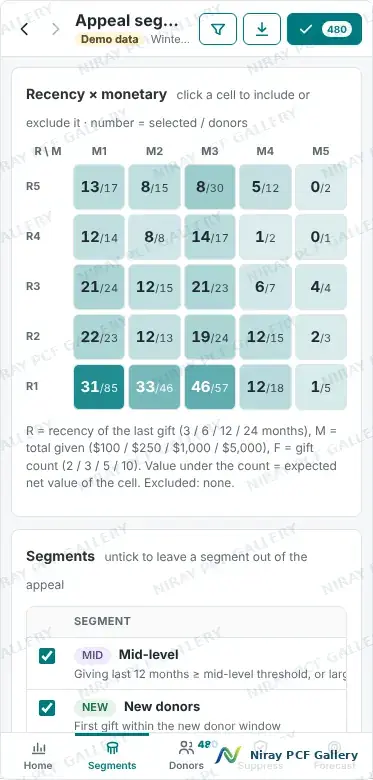 Appeal seg...
Demo data · Winte...
480
Recency × monetary click a cell to include or
exclude it · number = selected / donors
R \ M M1 M2 M3 M4 M5
R5 13/17 8/15 8/30 5/12 0/2
R4 12/14 8/8 14/17 1/2 0/1
R3 21/24 12/15 21/23 6/7 4/4
R2 22/23 12/13 19/24 12/15 2/3
R1 31/85 33/46 46/57 12/18 1/5
R = recency of the last gift (3 / 6 / 12 / 24 months), M =
total given ($100 / $250 / $1,000 / $5,000), F = gift
count (2 / 3 / 5 / 10). Value under the count = expected
net value of the cell. Excluded: none.
Segments untick to leave a segment out of the
appeal
SEGMENT
MID Mid-level
Giving last 12 months ≥ mid-level threshold, or larg
NEW New donors
First gift within the new donor window
Home Segments Donors 480 Suppress Forecast
Niray PCF Gallery
NIRAY PCF GALLERY